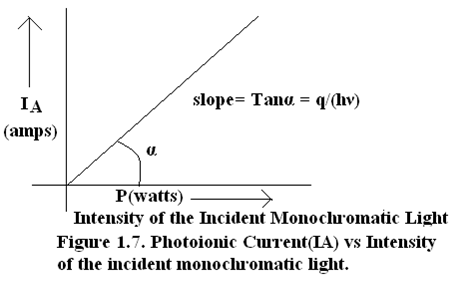 IA
(amps)
slope= Tanα = q/(hν)
α
P(watts)
Intensity of the Incident Monochromatic Light
Figure 1.7. Photoionic Current(IA) vs Intensity
of the incident monochromatic light.